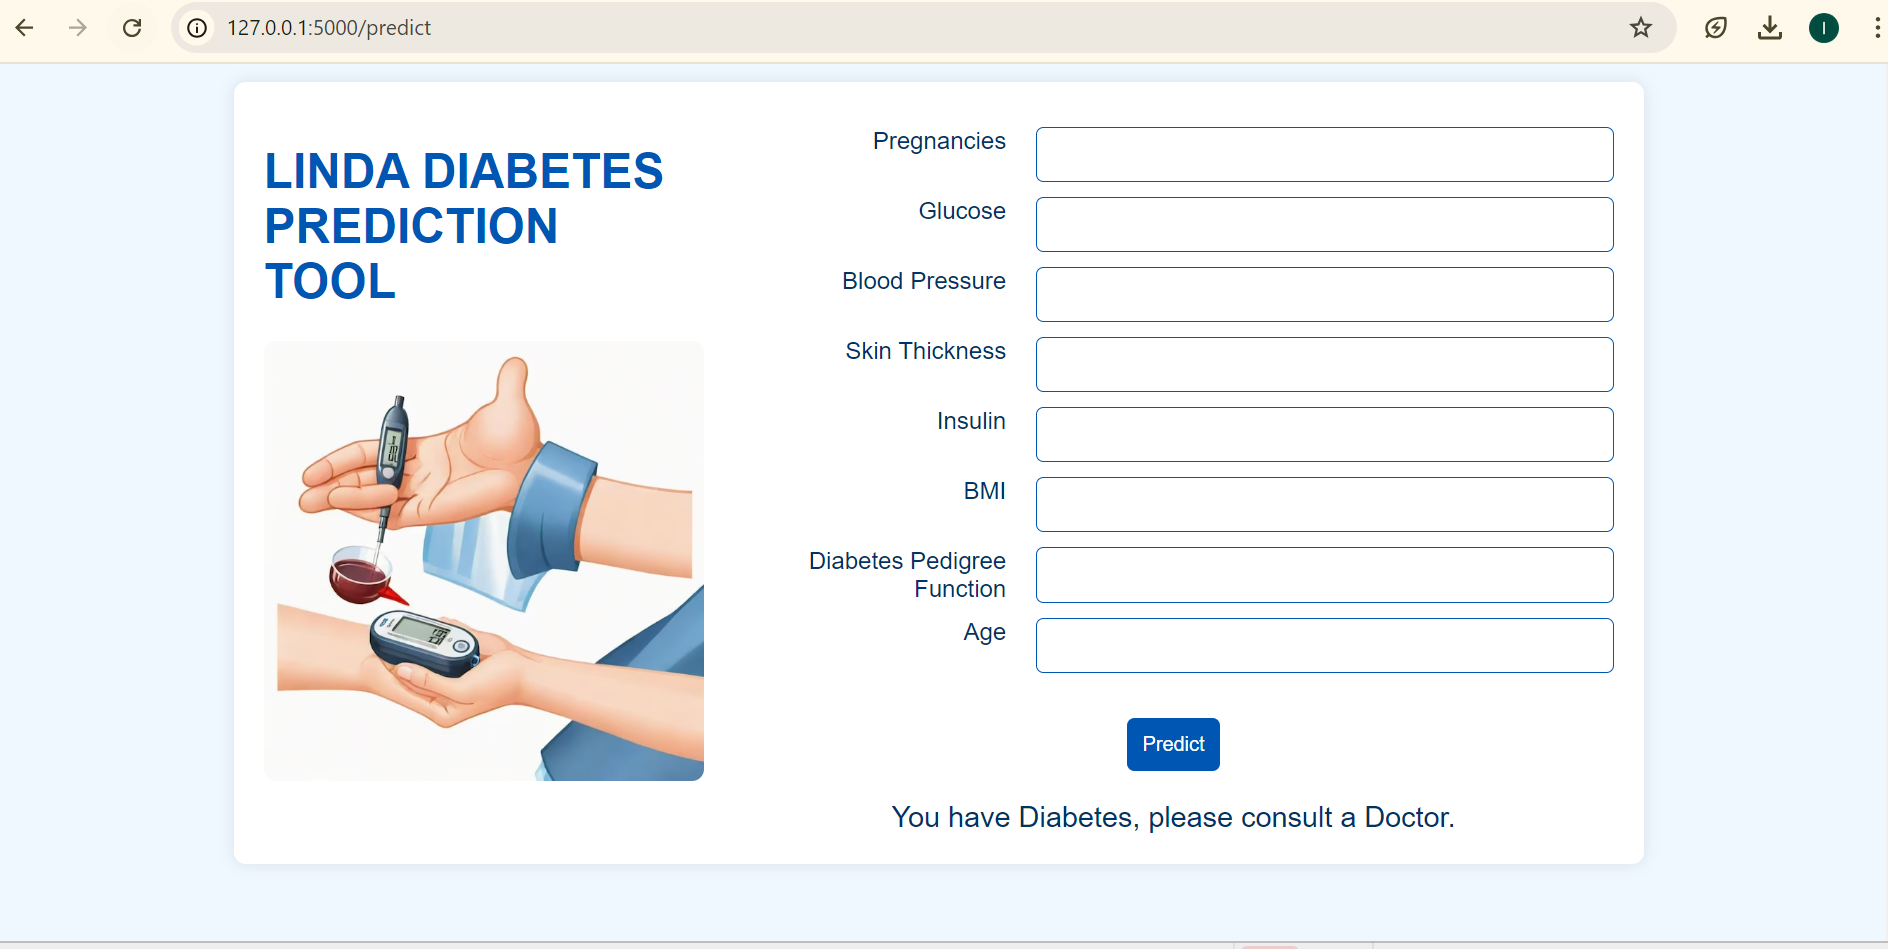 127.0.0.1:5000/predict
I
LINDA DIABETES
PREDICTION
TOOL
Pregnancies
Glucose
Blood Pressure
Skin Thickness
Insulin
BMI
Diabetes Pedigree
Function
Age
Predict
You have Diabetes, please consult a Doctor.